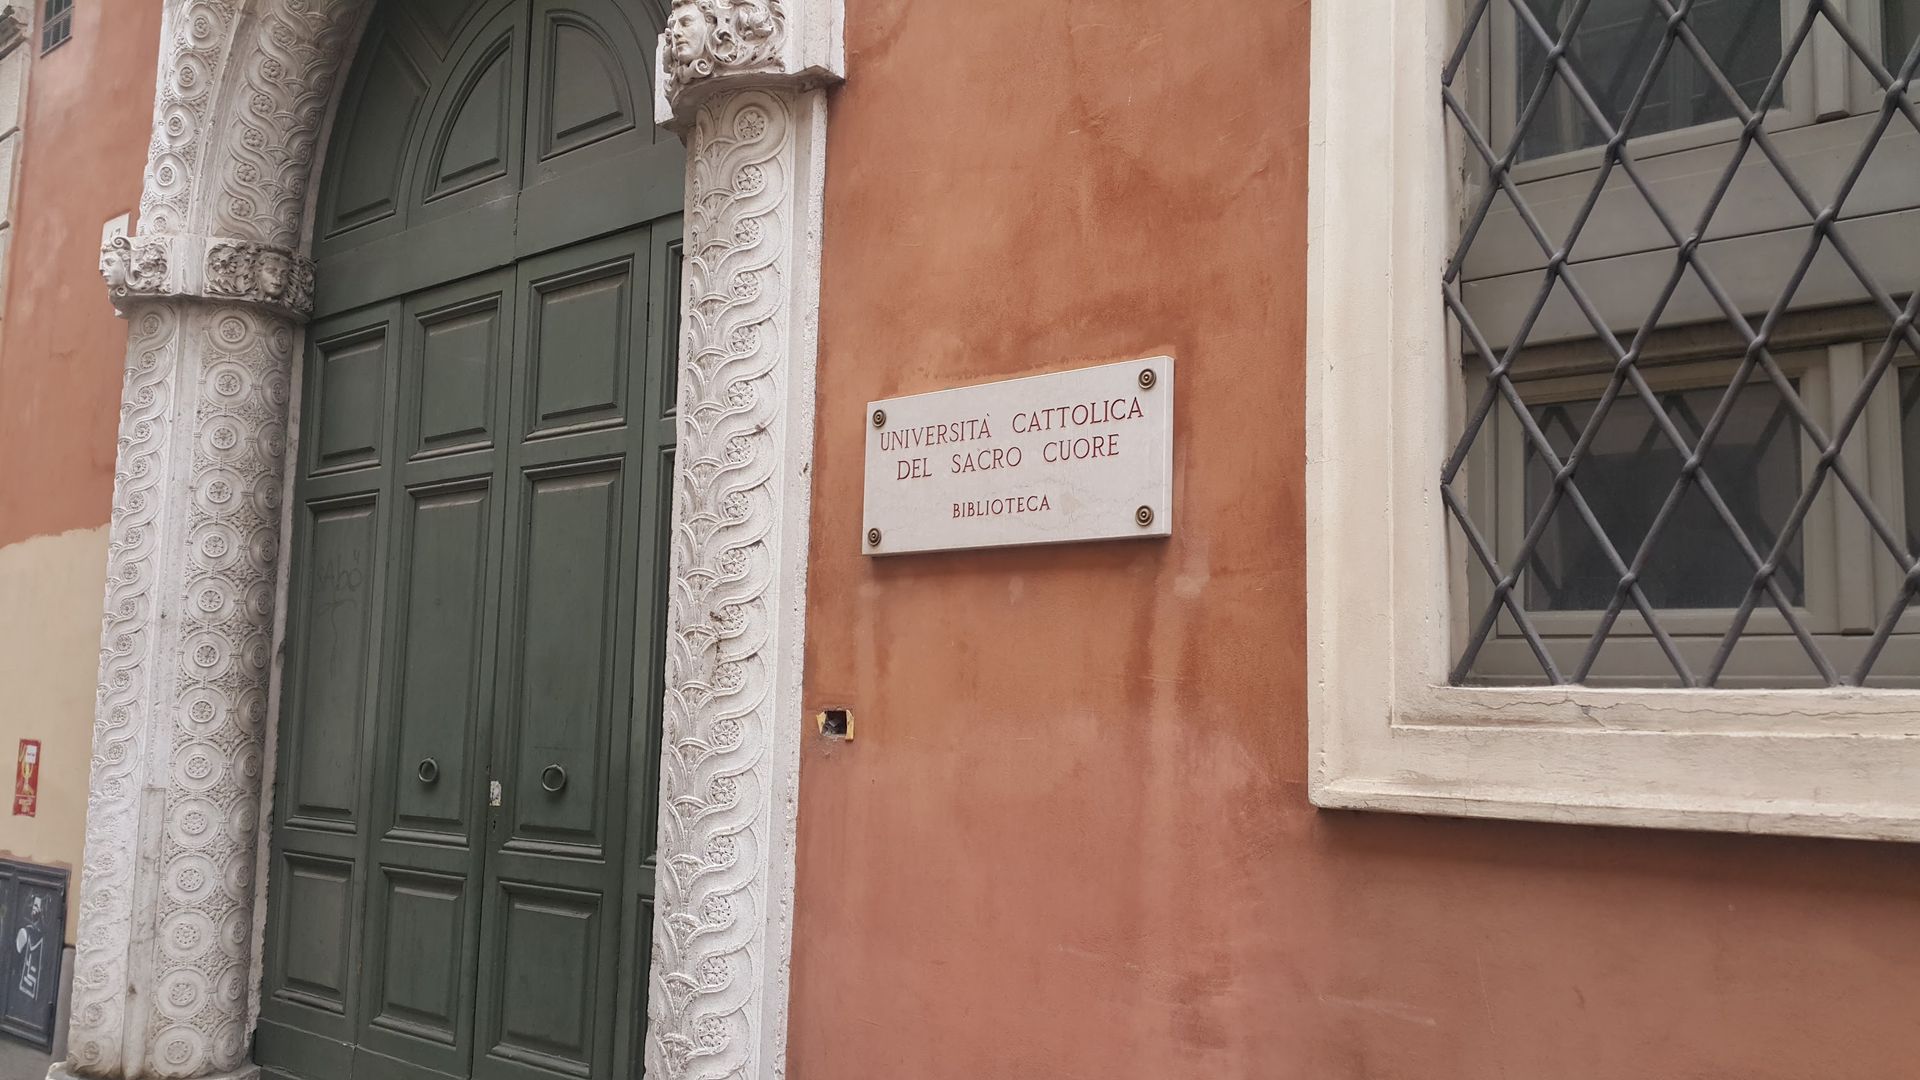 UNIVERSITÀ CATTOLICA
DEL SACRO CUORE
BIBLIOTECA